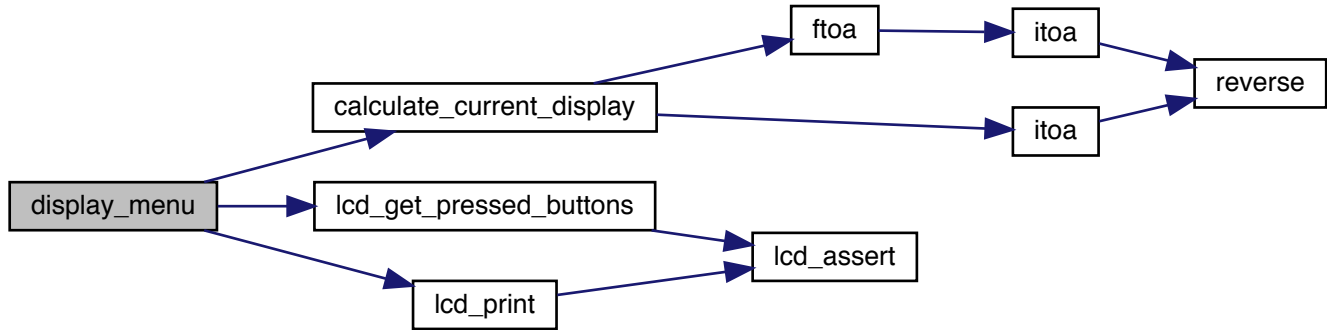 ftoa
itoa
reverse
calculate_current_display
itoa
display_menu
lcd_get_pressed_buttons
lcd_assert
lcd_print